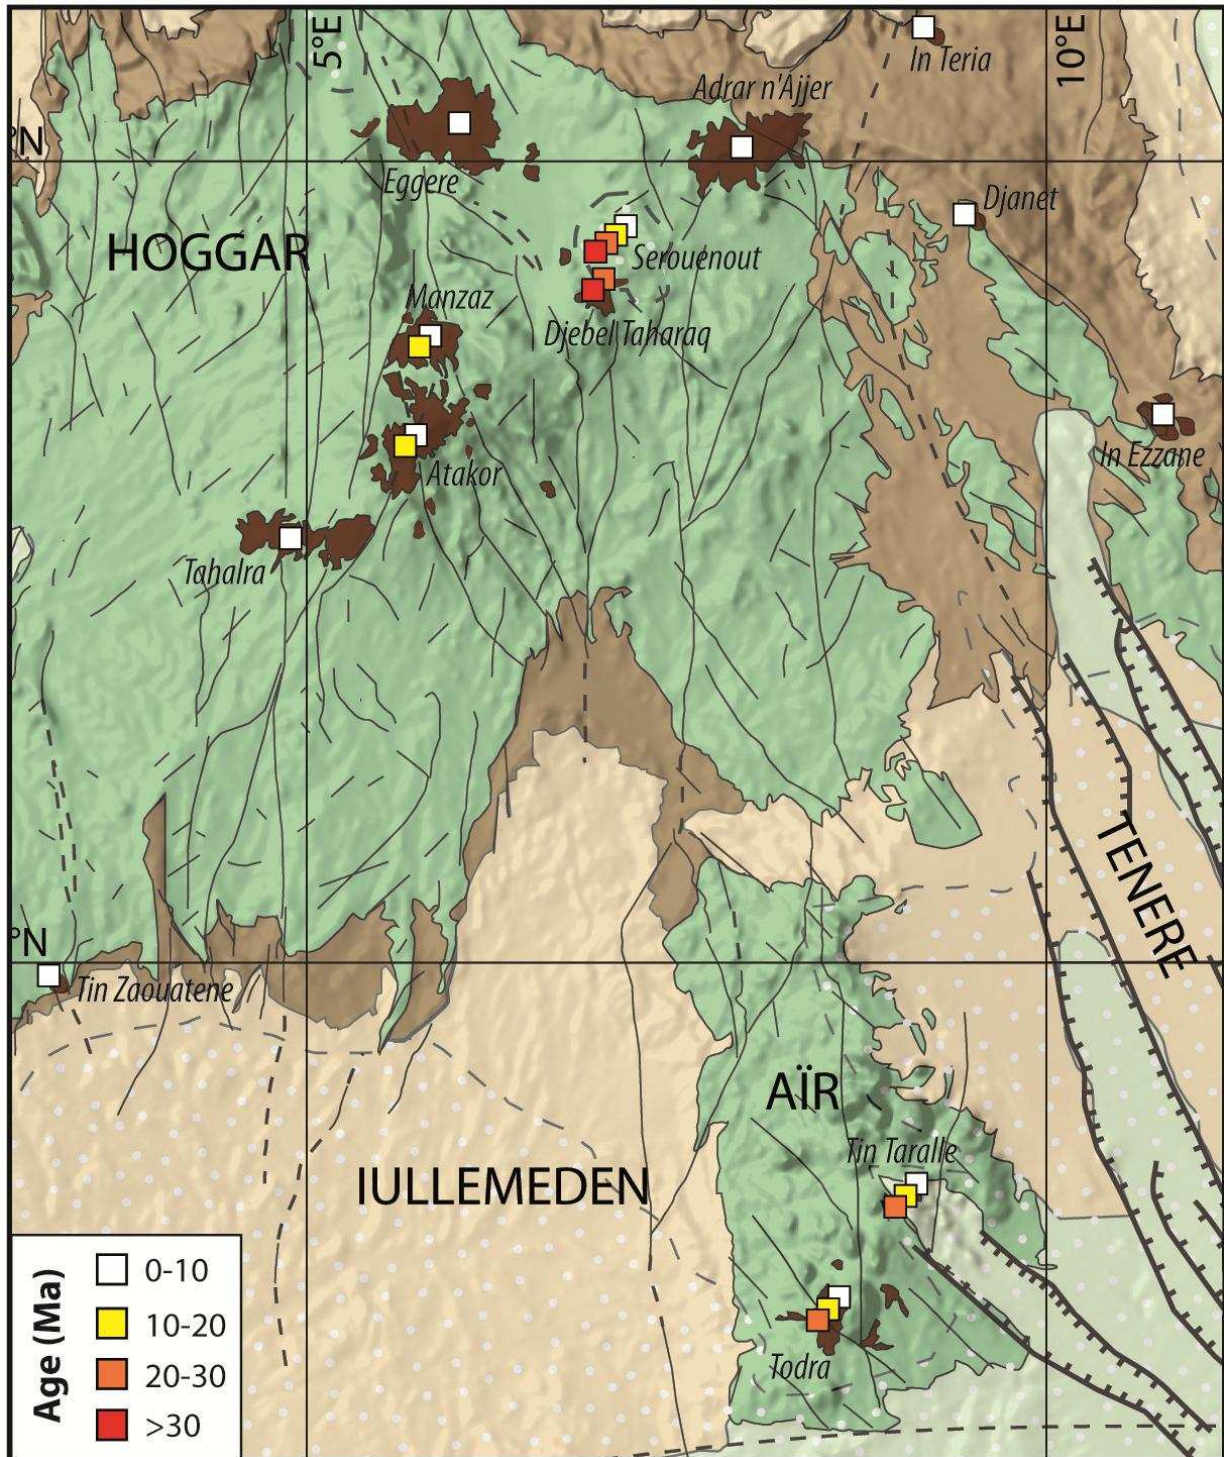 5°E
10°E
In Teria
Adrar n'Ajjer
°N
Eggere
Djanet
HOGGAR
Serouenout
Manzaz
Djebel Taharaq
In Ezzane
Atakor
Tahalra
TENERE
°N
Tin Zaouatene
AÏR
Tin Taralle
IULLEMEDEN
Todra
Age (Ma)
0-10
10-20
20-30
>30